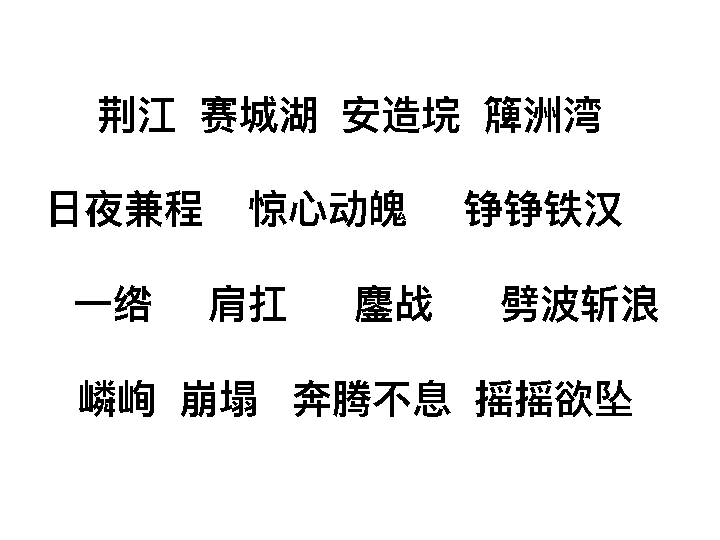 荆江 赛城湖 安造垸 簰洲湾
日夜兼程 惊心动魄 铮铮铁汉
一绺 肩扛 鏖战 劈波斩浪
嶙峋 崩塌 奔腾不息 摇摇欲坠